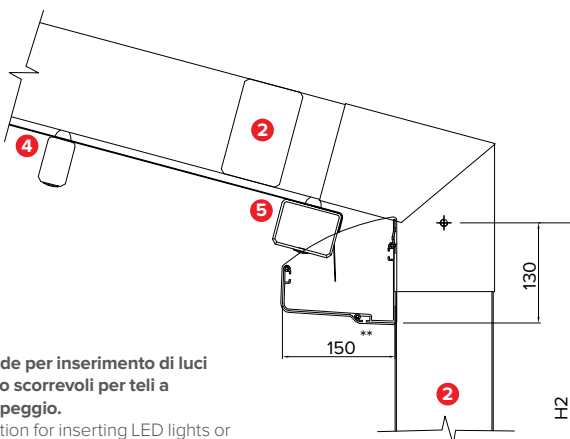 2
4
5
130
**
150
2
H2
de per inserimento di luci
o scorrevoli per teli a
peggio.
tion for inserting LED lights or